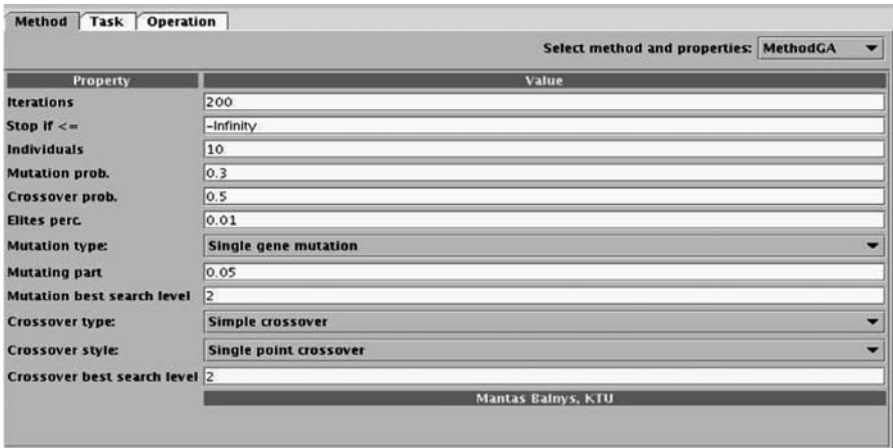 Method Task Operation
Select method and properties: MethodGA
Property Value
Iterations 200
Stop if <= -Infinity
Individuals 10
Mutation prob. 0.3
Crossover prob. 0.5
Elites perc. 0.01
Mutation type: Single gene mutation
Mutating part 0.05
Mutation best search level 2
Crossover type: Simple crossover
Crossover style: Single point crossover
Crossover best search level 2
Mantas Balnys, KTU